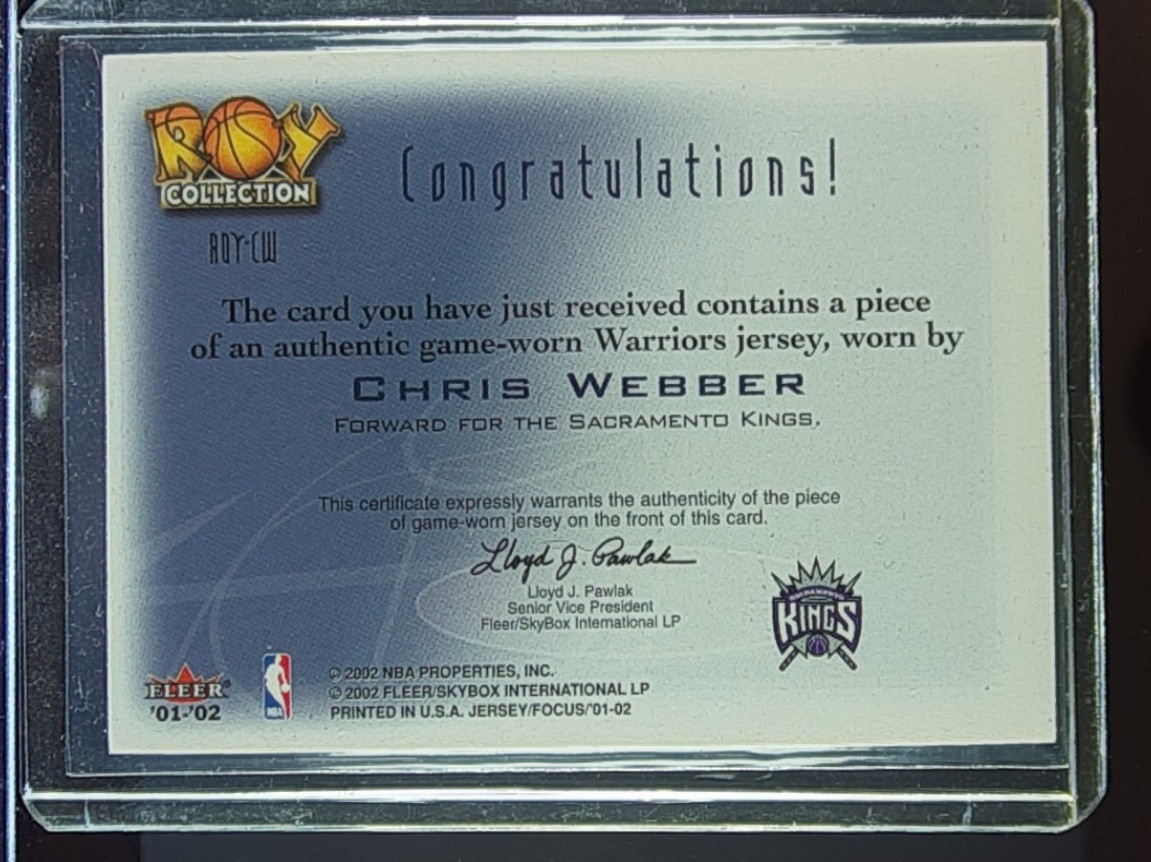 ROY
COLLECTION
ROY-CW
Congratulations!
The card you have just received contains a piece
of an authentic game-worn Warriors jersey, worn by
CHRIS WEBBER
FORWARD FOR THE SACRAMENTO KINGS.
This certificate expressly warrants the authenticity of the piece
of game-worn jersey on the front of this card.
Lloyd J. Pawlak
Lloyd J. Pawlak
Senior Vice President
Fleer/SkyBox International LP
SACRAMENTO
KINGS
FLEER®
'01-'02
NBA
© 2002 NBA PROPERTIES, INC.
© 2002 FLEER/SKYBOX INTERNATIONAL LP
PRINTED IN U.S.A. JERSEY/FOCUS/'01-02